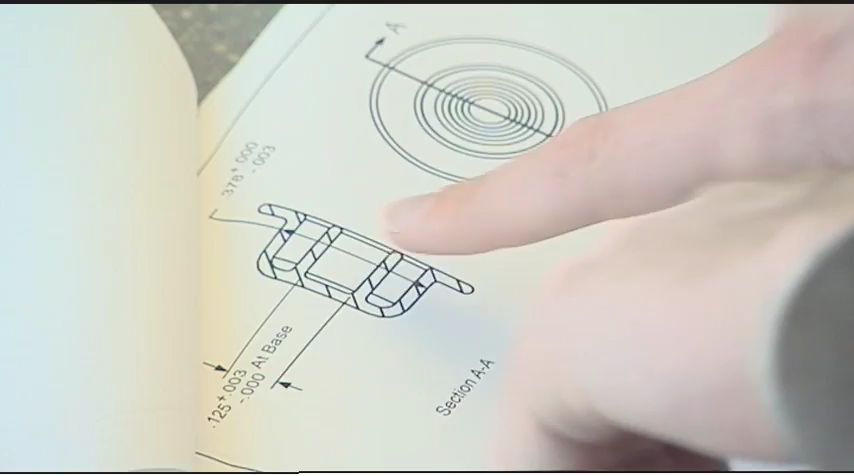 A
.378 +.000
-.003
.125 +.003
-.000 At Base
Section A-A